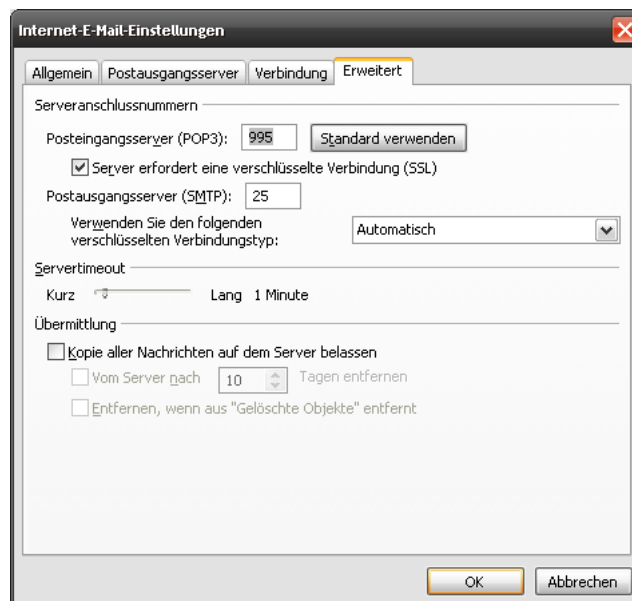 Internet-E-Mail-Einstellungen
Allgemein Postausgangsserver Verbindung Erweitert
Serveranschlussnummern
Posteingangsserver (POP3): 995 Standard verwenden
Server erfordert eine verschlüsselte Verbindung (SSL)
Postausgangsserver (SMTP): 25
Verwenden Sie den folgenden
verschlüsselten Verbindungstyp: Automatisch
Servertimeout
Kurz Lang 1 Minute
Übermittlung
Kopie aller Nachrichten auf dem Server belassen
Vom Server nach 10 Tagen entfernen
Entfernen, wenn aus "Gelöschte Objekte" entfernt
OK Abbrechen